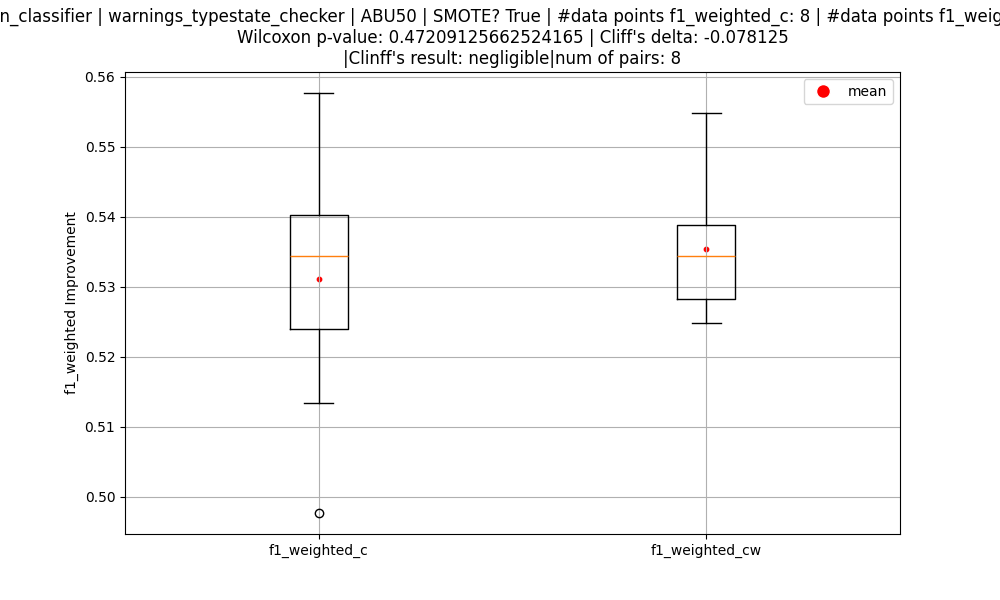 n_classifier | warnings_typestate_checker | ABU50 | SMOTE? True | #data points f1_weighted_c: 8 | #data points f1_weig
Wilcoxon p-value: 0.47209125662524165 | Cliff's delta: -0.078125
|Clinff's result: negligible|num of pairs: 8
mean
0.56
0.55
0.54
0.53
0.52
0.51
0.50
f1_weighted Improvement
f1_weighted_c
f1_weighted_cw